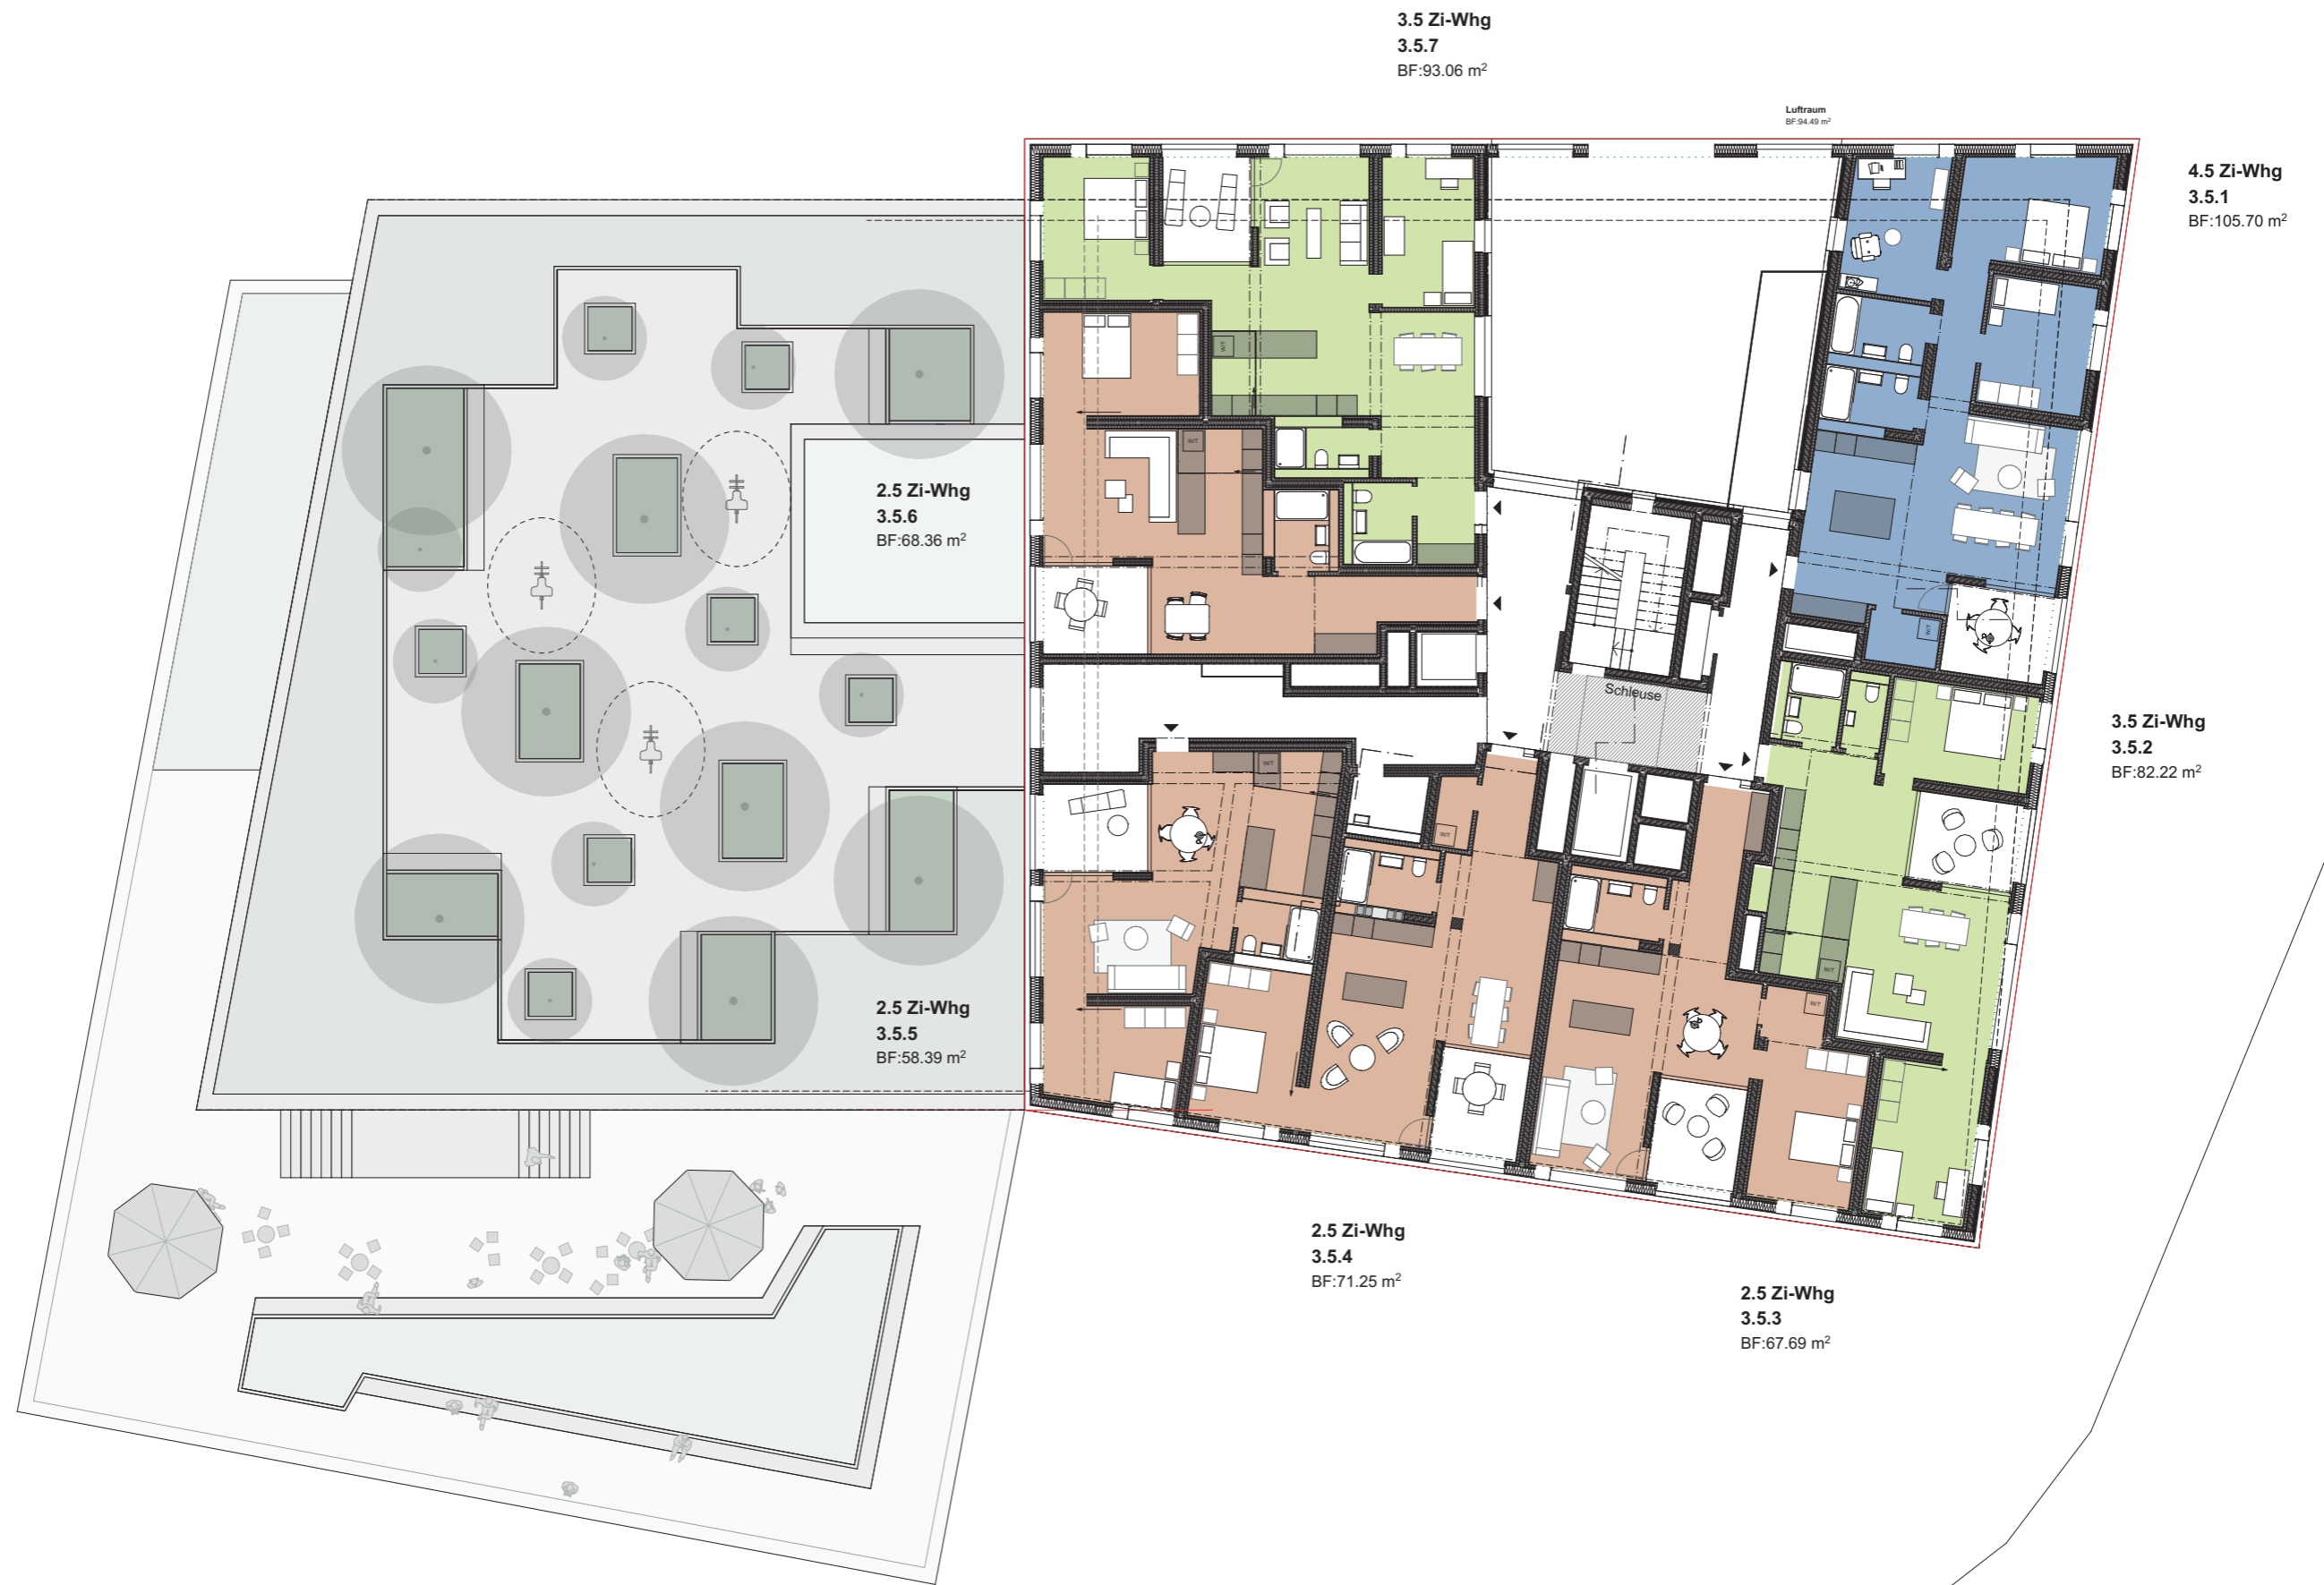 3.5 Zi-Whg
3.5.7
BF:93.06 m²
Luftraum
BF:94.49 m²
4.5 Zi-Whg
3.5.1
BF:105.70 m²
W/T
W/T
2.5 Zi-Whg
3.5.6
BF:68.36 m²
W/T
Schleuse
3.5 Zi-Whg
3.5.2
BF:82.22 m²
W/T
W/T
W/T
W/T
2.5 Zi-Whg
3.5.5
BF:58.39 m²
2.5 Zi-Whg
3.5.4
BF:71.25 m²
2.5 Zi-Whg
3.5.3
BF:67.69 m²